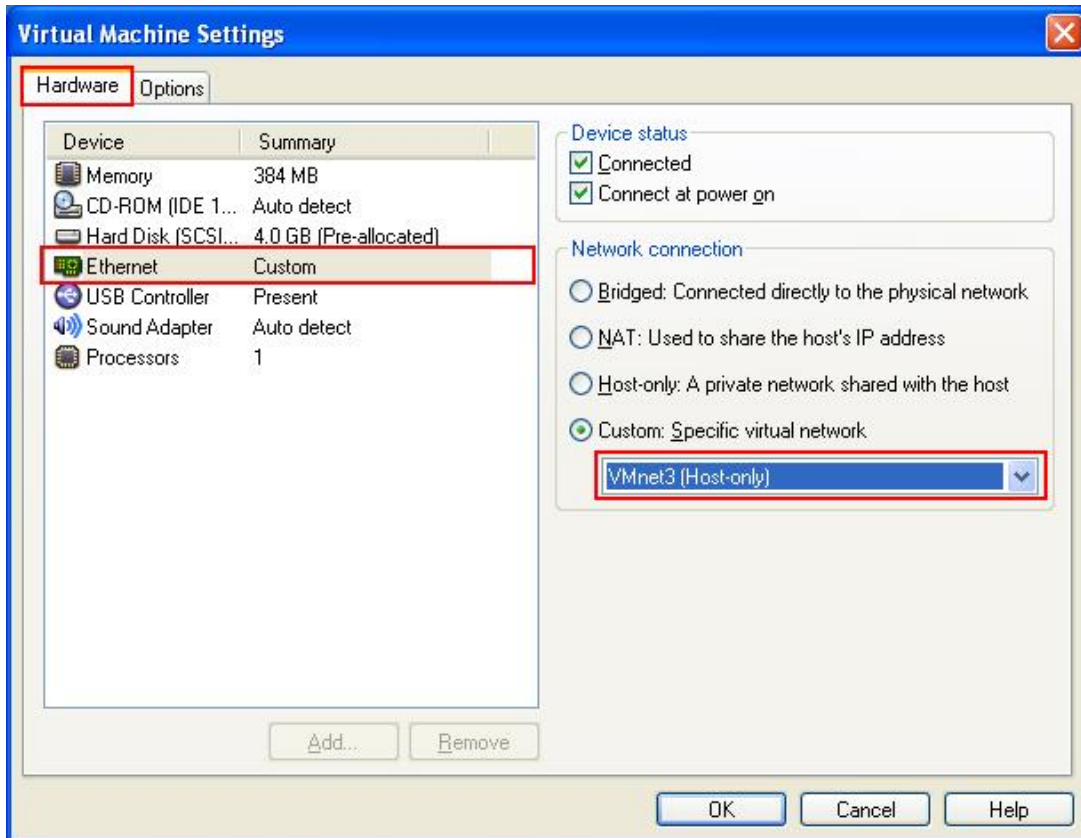 Virtual Machine Settings
Hardware Options
Device Summary
Memory 384 MB
CD-ROM (IDE 1... Auto detect
Hard Disk (SCSI... 4.0 GB (Pre-allocated)
Ethernet Custom
USB Controller Present
Sound Adapter Auto detect
Processors 1
Add... Remove
Device status
Connected
Connect at power on
Network connection
Bridged: Connected directly to the physical network
NAT: Used to share the host's IP address
Host-only: A private network shared with the host
Custom: Specific virtual network
VMnet3 (Host-only)
OK Cancel Help